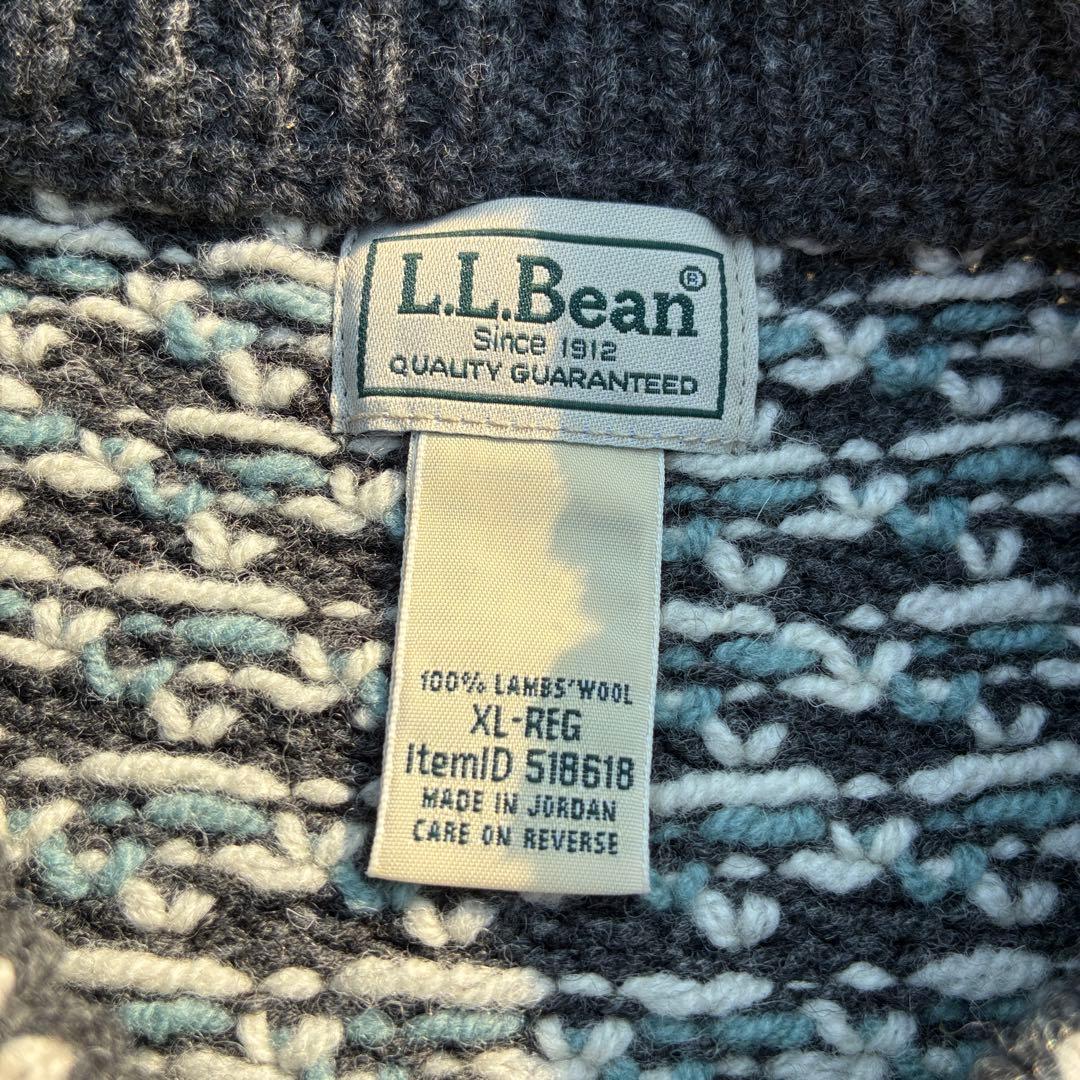 L.L.Bean®
Since 1912
QUALITY GUARANTEED
100% LAMBS' WOOL
XL-REG
ItemID 518618
MADE IN JORDAN
CARE ON REVERSE